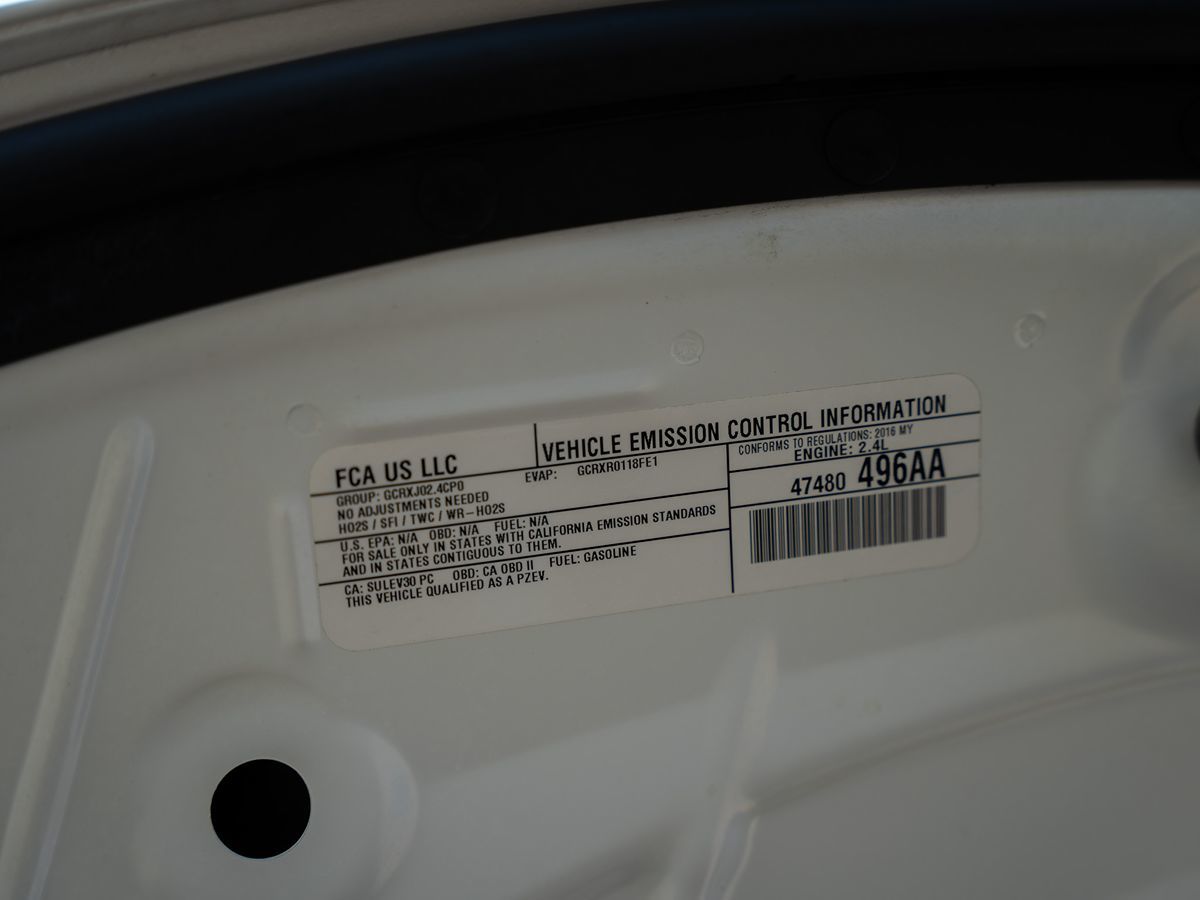 FCA US LLC
VEHICLE EMISSION CONTROL INFORMATION
GROUP: GCRXJ02.4CP0
EVAP: GCRXR0118FE1
NO ADJUSTMENTS NEEDED
HO2S / SFI / TWC / WR-HO2S
U.S. EPA: N/A OBD: N/A FUEL: N/A
FOR SALE ONLY IN STATES WITH CALIFORNIA EMISSION STANDARDS
AND IN STATES CONTIGUOUS TO THEM.
CA: SULEV30 PC OBD: CA OBD II FUEL: GASOLINE
THIS VEHICLE QUALIFIED AS A PZEV.
CONFORMS TO REGULATIONS: 2016 MY
ENGINE: 2.4L
47480 496AA